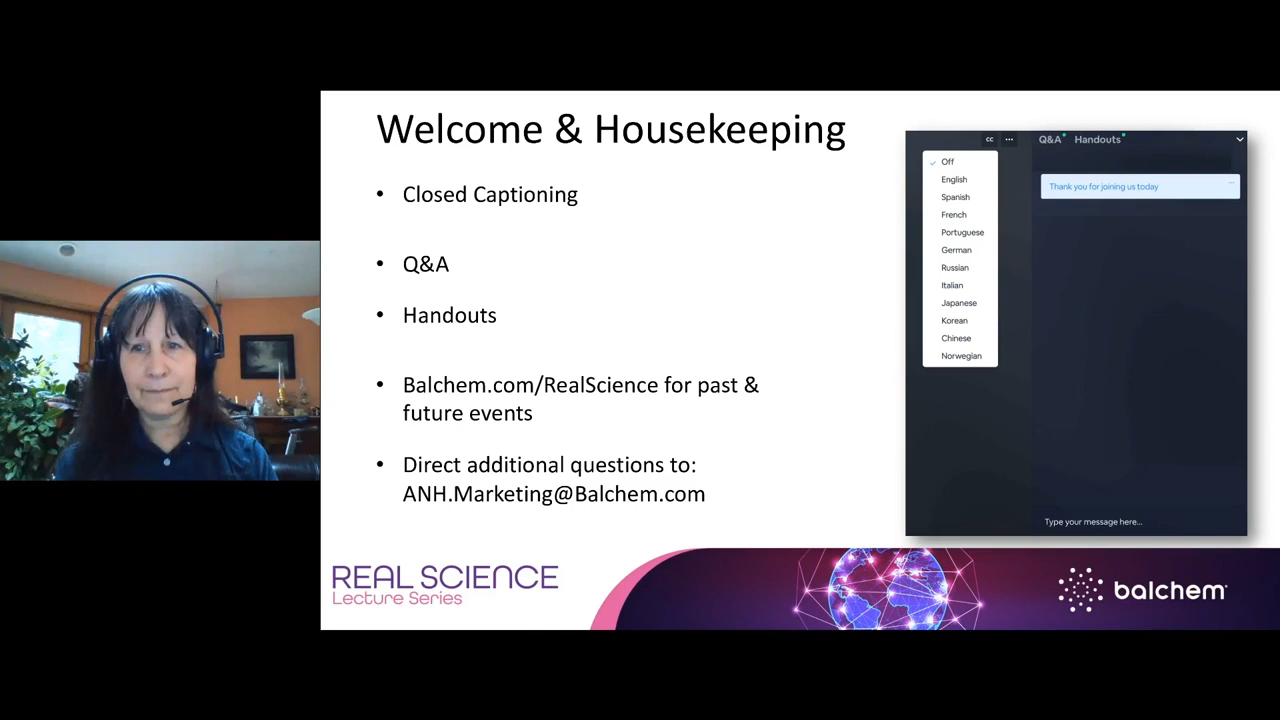 Welcome & Housekeeping
• Closed Captioning
• Q&A
• Handouts
• Balchem.com/RealScience for past &
future events
• Direct additional questions to:
ANH.Marketing@Balchem.com
CC ...
Q&A Handouts
Off
English
Spanish
French
Portuguese
German
Russian
Italian
Japanese
Korean
Chinese
Norwegian
Thank you for joining us today
Type your message here...
REAL SCIENCE
Lecture Series
balchem